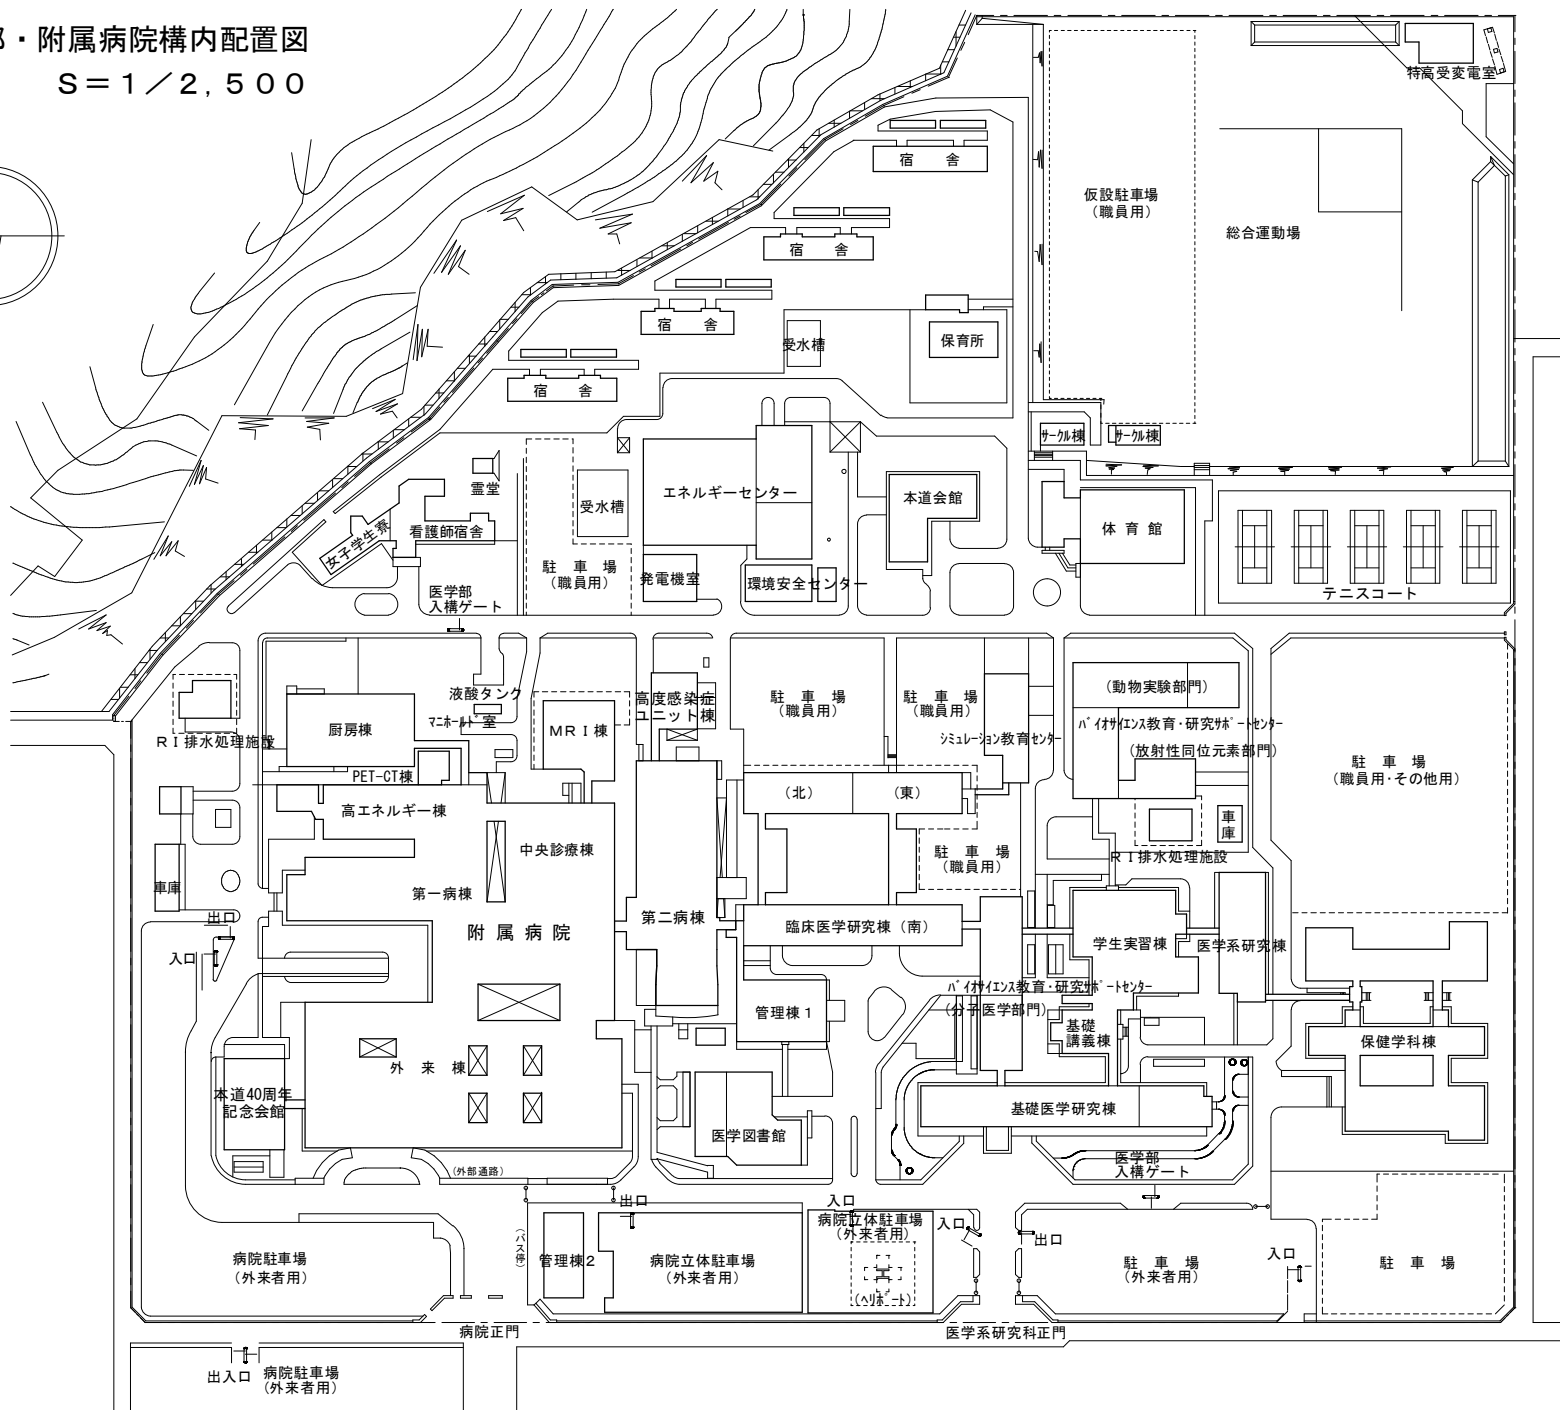 ・附属病院構内配置図
S＝1／2,500
特高受変電室
宿　舎
仮設駐車場
（職員用）
総合運動場
宿　舎
宿　舎
受水槽
保育所
宿　舎
サークル棟
サークル棟
霊堂
受水槽
エネルギーセンター
本道会館
体 育 館
女子学生寮
看護師宿舎
駐　車　場
（職員用）
発電機室
環境安全センター
テニスコート
医学部
入構ゲート
液酸タンク
マニホールド室
高度感染症
ユニット棟
駐　車　場
（職員用）
駐　車　場
（職員用）
（動物実験部門）
厨房棟
ＲＩ排水処理施設
MRＩ棟
シミュレーション教育センター
バイオサイエンス教育・研究サポートセンター
（放射性同位元素部門）
駐　車　場
（職員用・その他用）
PET-CT棟
高エネルギー棟
（北）
（東）
車庫
中央診療棟
駐　車　場
（職員用）
ＲＩ排水処理施設
車庫
第一病棟
出口
入口
附 属 病 院
第二病棟
臨床医学研究棟（南）
学生実習棟
医学系研究棟
バイオサイエンス教育・研究サポートセンター
（分子医学部門）
管理棟１
基礎
講義棟
保健学科棟
外　来　棟
本道40周年
記念会館
基礎医学研究棟
医学図書館
医学部
入構ゲート
（外部通路）
出口
入口
病院立体駐車場
（外来者用）
入口
出口
（バス停）
病院駐車場
（外来者用）
管理棟２
病院立体駐車場
（外来者用）
（ヘリポート）
駐　車　場
（外来者用）
入口
駐　車　場
病院正門
医学系研究科正門
出入口
病院駐車場
（外来者用）